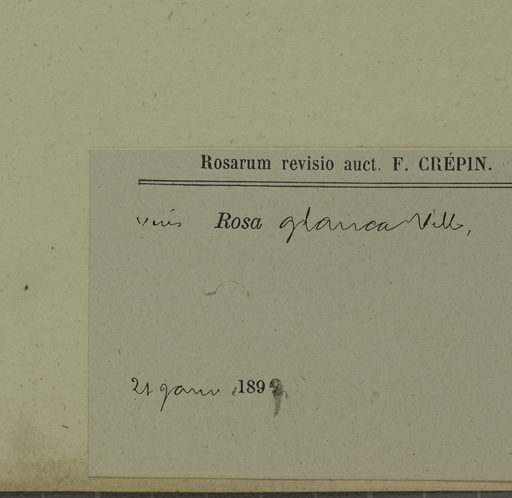 Rosarum revisio auct. F. CRÉPIN.
Rosa glauca Vill.,
21 janv. 189